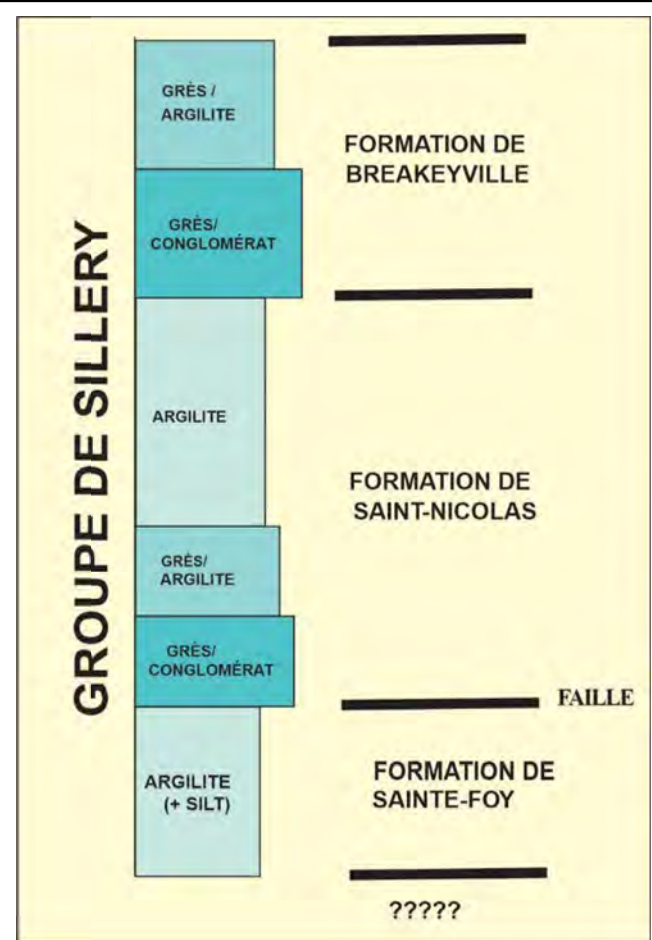 GROUPE DE SILLERY
GRÈS /
ARGILITE
FORMATION DE
BREAKEYVILLE
GRÈS/
CONGLOMÉRAT
ARGILITE
FORMATION DE
SAINT-NICOLAS
GRÈS/
ARGILITE
GRÈS/
CONGLOMÉRAT
FAILLE
ARGILITE
(+ SILT)
FORMATION DE
SAINTE-FOY
?????